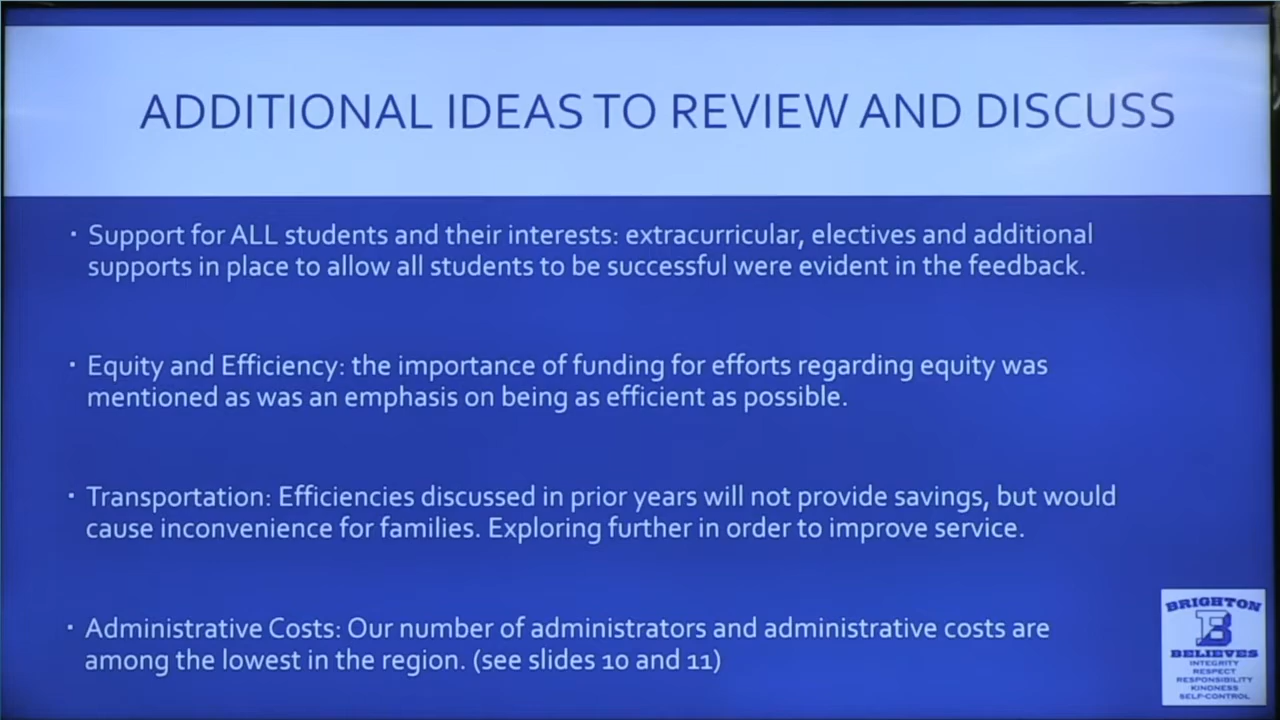 ADDITIONAL IDEAS TO REVIEW AND DISCUSS
· Support for ALL students and their interests: extracurricular, electives and additional
supports in place to allow all students to be successful were evident in the feedback.
· Equity and Efficiency: the importance of funding for efforts regarding equity was
mentioned as was an emphasis on being as efficient as possible.
· Transportation: Efficiencies discussed in prior years will not provide savings, but would
cause inconvenience for families. Exploring further in order to improve service.
· Administrative Costs: Our number of administrators and administrative costs are
among the lowest in the region. (see slides 10 and 11)
BRIGHTON
B
BELIEVES
INTEGRITY
RESPECT
RESPONSIBILITY
KINDNESS
SELF-CONTROL